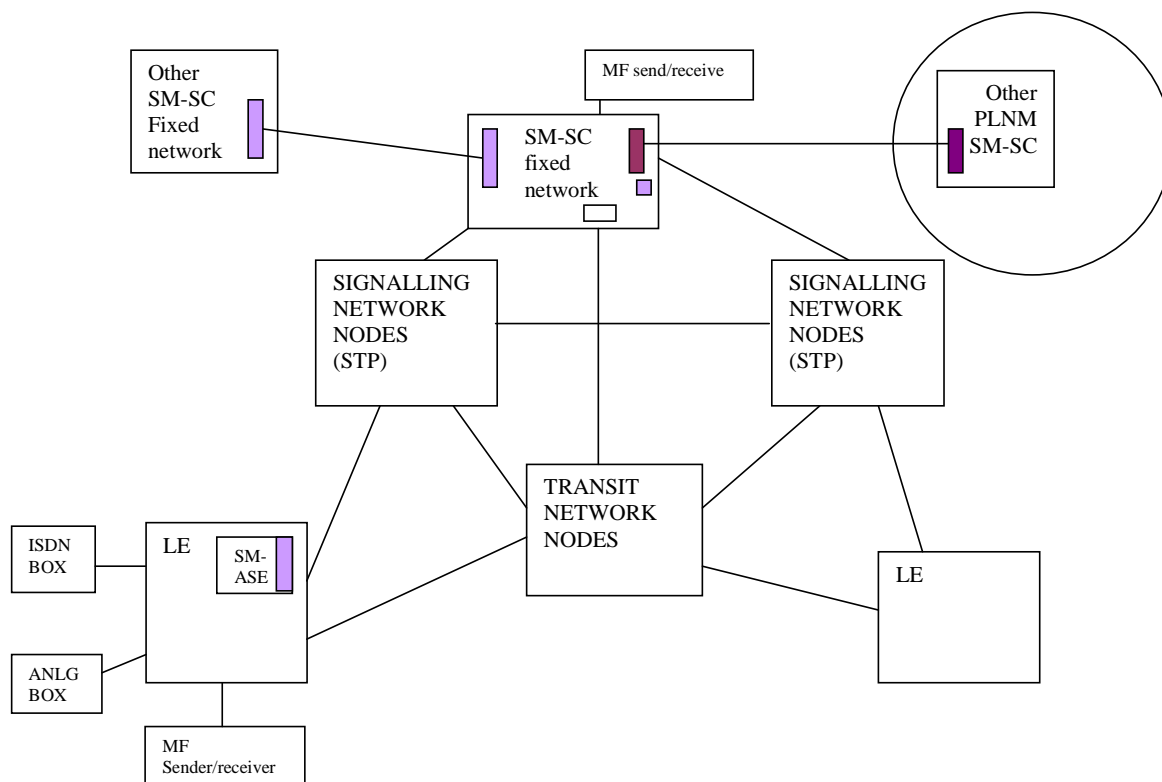 Other
SM-SC
Fixed
network
MF send/receive
SM-SC
fixed
network
Other
PLNM
SM-SC
SIGNALLING
NETWORK
NODES
(STP)
SIGNALLING
NETWORK
NODES
(STP)
TRANSIT
NETWORK
NODES
ISDN
BOX
LE
SM-
ASE
LE
ANLG
BOX
MF
Sender/receiver